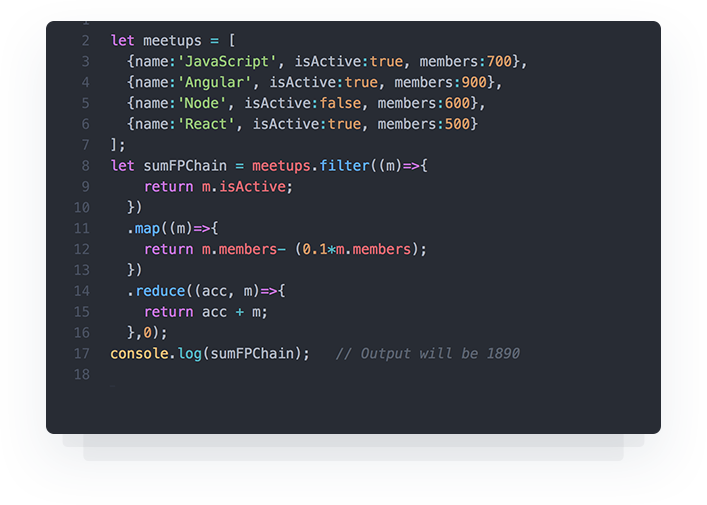 1
2 let meetups = [
3 {name:'JavaScript', isActive:true, members:700},
4 {name:'Angular', isActive:true, members:900},
5 {name:'Node', isActive:false, members:600},
6 {name:'React', isActive:true, members:500}
7 ];
8 let sumFPChain = meetups.filter((m)=>{
9 return m.isActive;
10 })
11 .map((m)=>{
12 return m.members- (0.1*m.members);
13 })
14 .reduce((acc, m)=>{
15 return acc + m;
16 },0);
17 console.log(sumFPChain); // Output will be 1890
18